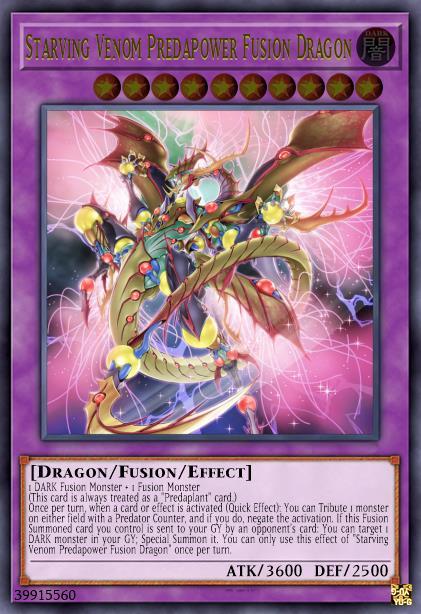 Starving Venom Predapower Fusion Dragon
DARK
闇
[Dragon/Fusion/Effect]
1 DARK Fusion Monster + 1 Fusion Monster
(This card is always treated as a "Predaplant" card.)
Once per turn, when a card or effect is activated (Quick Effect): You can Tribute 1 monster
on either field with a Predator Counter, and if you do, negate the activation. If this Fusion
Summoned card you control is sent to your GY by an opponent's card: You can target 1
DARK monster in your GY; Special Summon it. You can only use this effect of "Starving
Venom Predapower Fusion Dragon" once per turn.
ATK/3600 DEF/2500
39915560